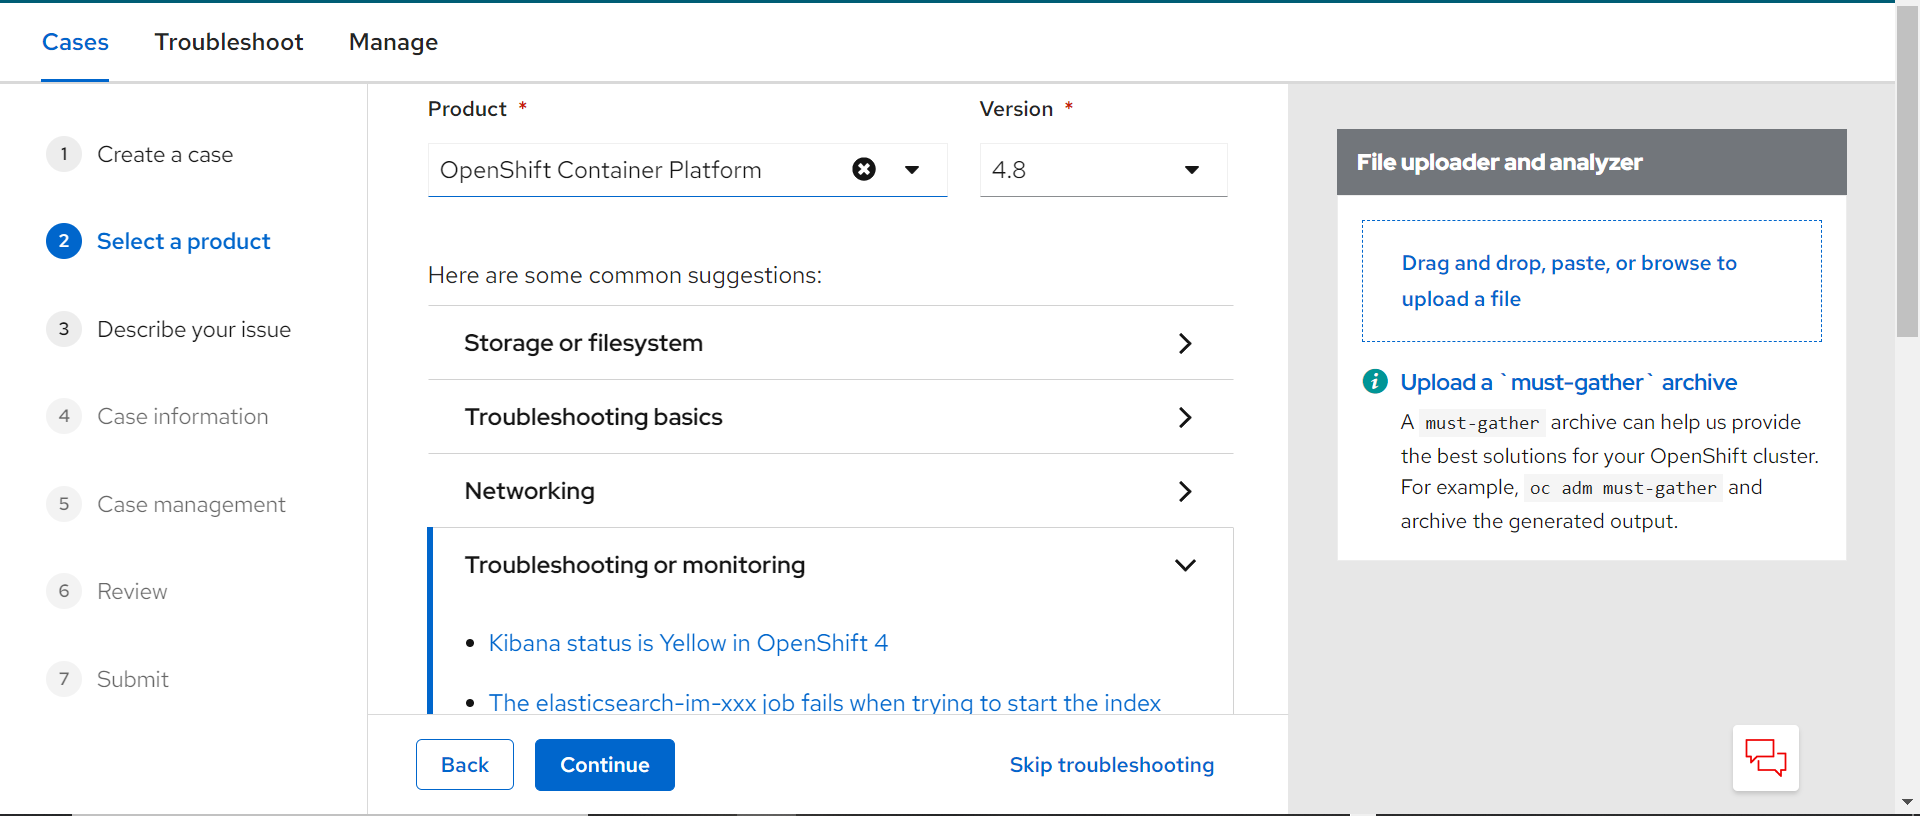 Cases Troubleshoot Manage
1 Create a case
2 Select a product
3 Describe your issue
4 Case information
5 Case management
6 Review
7 Submit
Product * Version *
OpenShift Container Platform 4.8
Here are some common suggestions:
Storage or filesystem
Troubleshooting basics
Networking
Troubleshooting or monitoring
• Kibana status is Yellow in OpenShift 4
• The elasticsearch-im-xxx job fails when trying to start the index
Back Continue Skip troubleshooting
File uploader and analyzer
Drag and drop, paste, or browse to
upload a file
Upload a `must-gather` archive
A must-gather archive can help us provide
the best solutions for your OpenShift cluster.
For example, oc adm must-gather and
archive the generated output.